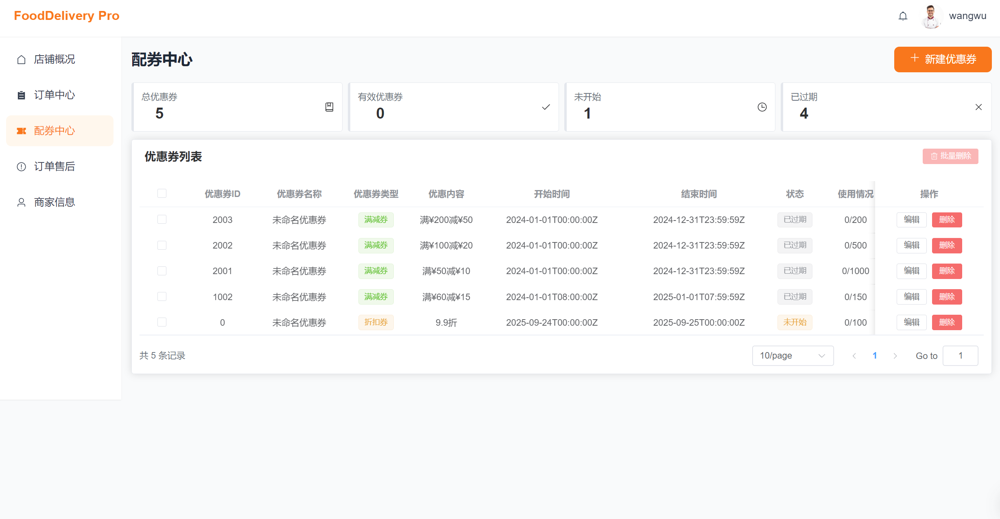 FoodDelivery Pro
wangwu
店铺概况
订单中心
配券中心
订单售后
商家信息
配券中心
新建优惠券
总优惠券
5
有效优惠券
0
未开始
1
已过期
4
优惠券列表
批量删除
优惠券ID 优惠券名称 优惠券类型 优惠内容 开始时间 结束时间 状态 使用情况 操作
2003 未命名优惠券 满减券 满¥200减¥50 2024-01-01T00:00:00Z 2024-12-31T23:59:59Z 已过期 0/200 编辑 删除
2002 未命名优惠券 满减券 满¥100减¥20 2024-01-01T00:00:00Z 2024-12-31T23:59:59Z 已过期 0/500 编辑 删除
2001 未命名优惠券 满减券 满¥50减¥10 2024-01-01T00:00:00Z 2024-12-31T23:59:59Z 已过期 0/1000 编辑 删除
1002 未命名优惠券 满减券 满¥60减¥15 2024-01-01T08:00:00Z 2025-01-01T07:59:59Z 已过期 0/150 编辑 删除
0 未命名优惠券 折扣券 9.9折 2025-09-24T00:00:00Z 2025-09-25T00:00:00Z 未开始 0/100 编辑 删除
共 5 条记录
10/page 1 Go to 1